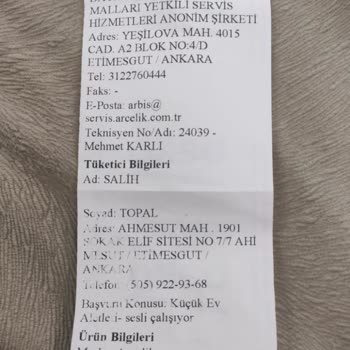 MALLARI YETKİLİ SERVİS
HİZMETLERİ ANONİM ŞİRKETİ
Adres: YEŞİLOVA MAH. 4015
CAD. A2 BLOK NO:4/D
ETİMESGUT / ANKARA
Tel: 3122760444
Faks: -
E-Posta: arbis@
servis.arcelik.com.tr
Teknisyen No/Adı: 24039 -
Mehmet KARLI
Tüketici Bilgileri
Ad: SALİH
Soyad: TOPAL
Adres: AHMESUT MAH . 1901
SOKAK ELİF SİTESİ NO 7/7 AHİ
MESUT / ETİMESGUT /
ANKARA
Telefon: (505) 922-93-68
Başvuru Konusu: Küçük Ev
Aletleri- sesli çalışıyor
Ürün Bilgileri